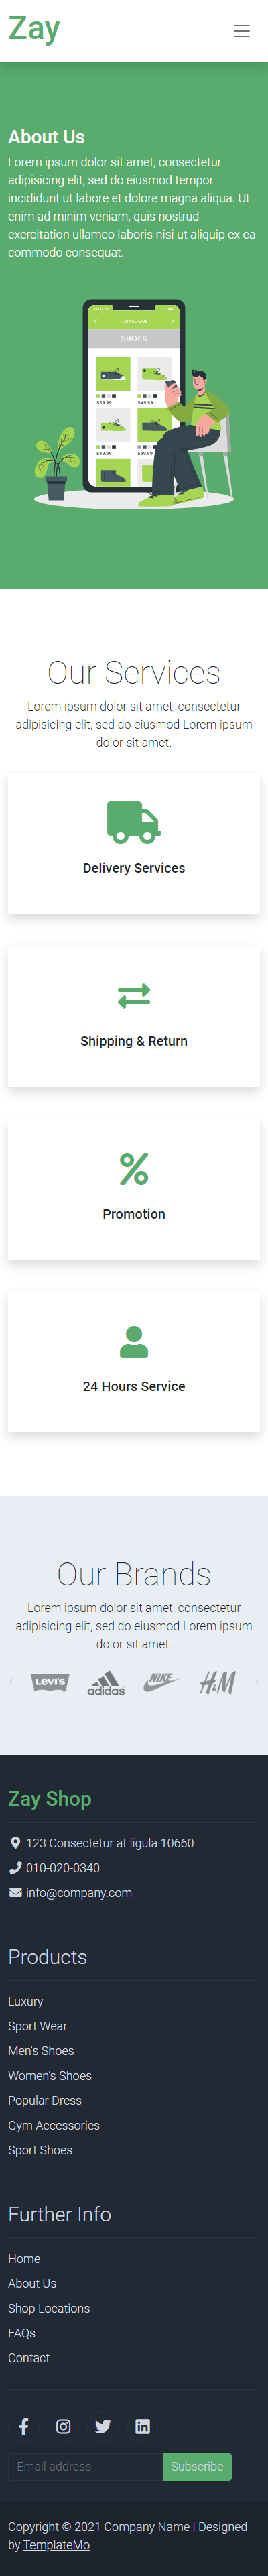 Zay
About Us
Lorem ipsum dolor sit amet, consectetur
adipisicing elit, sed do eiusmod tempor
incididunt ut labore et dolore magna aliqua. Ut
enim ad minim veniam, quis nostrud
exercitation ullamco laboris nisi ut aliquip ex ea
commodo consequat.
CATALOGUE
SHOES
$39.99 $49.99
$39.99 $39.99
Our Services
Lorem ipsum dolor sit amet, consectetur
adipisicing elit, sed do eiusmod Lorem ipsum
dolor sit amet.
Delivery Services
Shipping & Return
Promotion
24 Hours Service
Our Brands
Lorem ipsum dolor sit amet, consectetur
adipisicing elit, sed do eiusmod Lorem ipsum
dolor sit amet.
Levi's adidas NIKE H&M
Zay Shop
123 Consectetur at ligula 10660
010-020-0340
info@company.com
Products
Luxury
Sport Wear
Men's Shoes
Women's Shoes
Popular Dress
Gym Accessories
Sport Shoes
Further Info
Home
About Us
Shop Locations
FAQs
Contact
Email address Subscribe
Copyright © 2021 Company Name | Designed
by TemplateMo